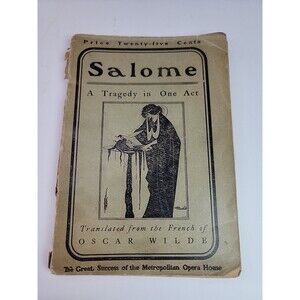 Price Twenty-five Cents
Salome
A Tragedy in One Act
Translated from the French of
OSCAR WILDE
The Great Success of the Metropolitan Opera House